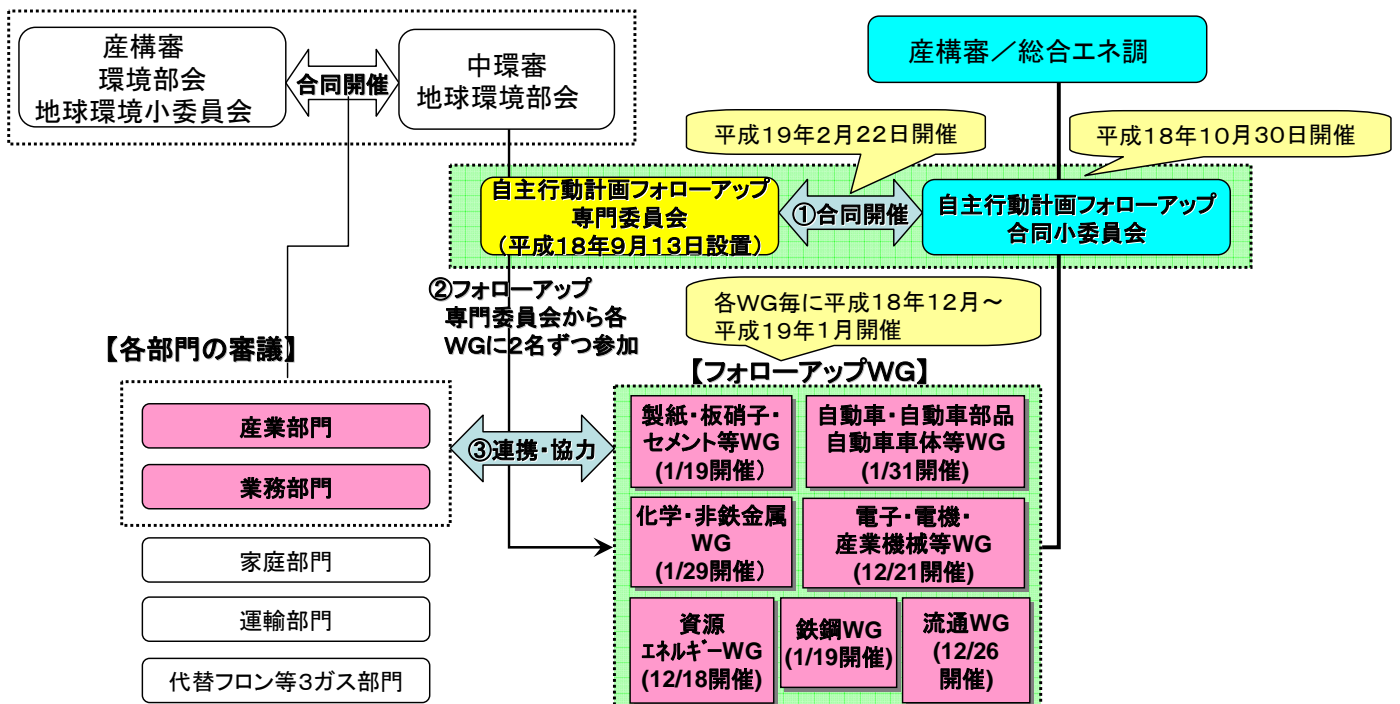 産構審
環境部会
地球環境小委員会
合同開催
中環審
地球環境部会
産構審／総合エネ調
平成19年2月22日開催
平成18年10月30日開催
自主行動計画フォローアップ
専門委員会
（平成18年9月13日設置）
①合同開催
自主行動計画フォローアップ
合同小委員会
②フォローアップ
専門委員会から各
WGに2名ずつ参加
各WG毎に平成18年12月～
平成19年1月開催
【各部門の審議】
産業部門
業務部門
家庭部門
運輸部門
代替フロン等3ガス部門
③連携・協力
【フォローアップWG】
製紙・板硝子・
セメント等WG
(1/19開催）
自動車・自動車部品
自動車車体等WG
(1/31開催)
化学・非鉄金属
WG
(1/29開催）
電子・電機・
産業機械等WG
(12/21開催)
資源
エネルギーWG
(12/18開催)
鉄鋼WG
(1/19開催)
流通WG
(12/26
開催)